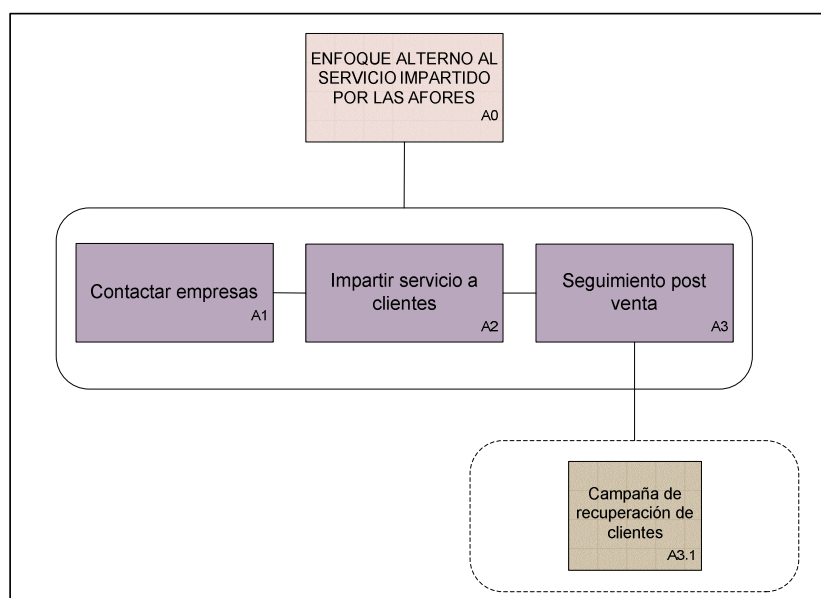 ENFOQUE ALTERNO AL
SERVICIO IMPARTIDO
POR LAS AFORES
A0
Contactar empresas
A1
Impartir servicio a
clientes
A2
Seguimiento post
venta
A3
Campaña de
recuperación de
clientes
A3.1